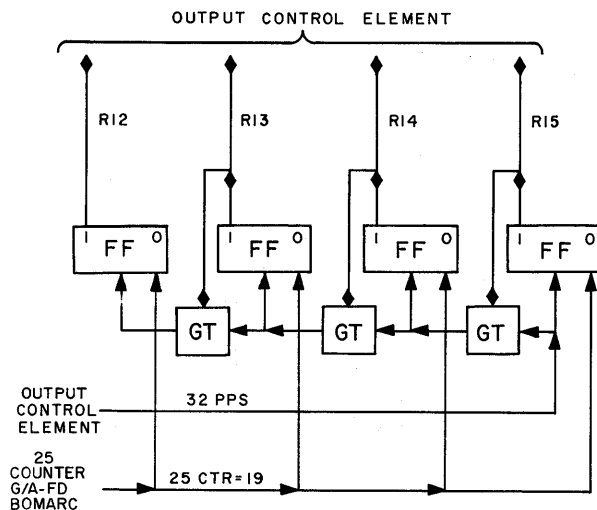 OUTPUT CONTROL ELEMENT
R12 R13 R14 R15
1 FF 0 1 FF 0 1 FF 0 1 FF 0
GT GT GT
OUTPUT
CONTROL
ELEMENT
32 PPS
25
COUNTER
G/A-FD
BOMARC
25 CTR=19